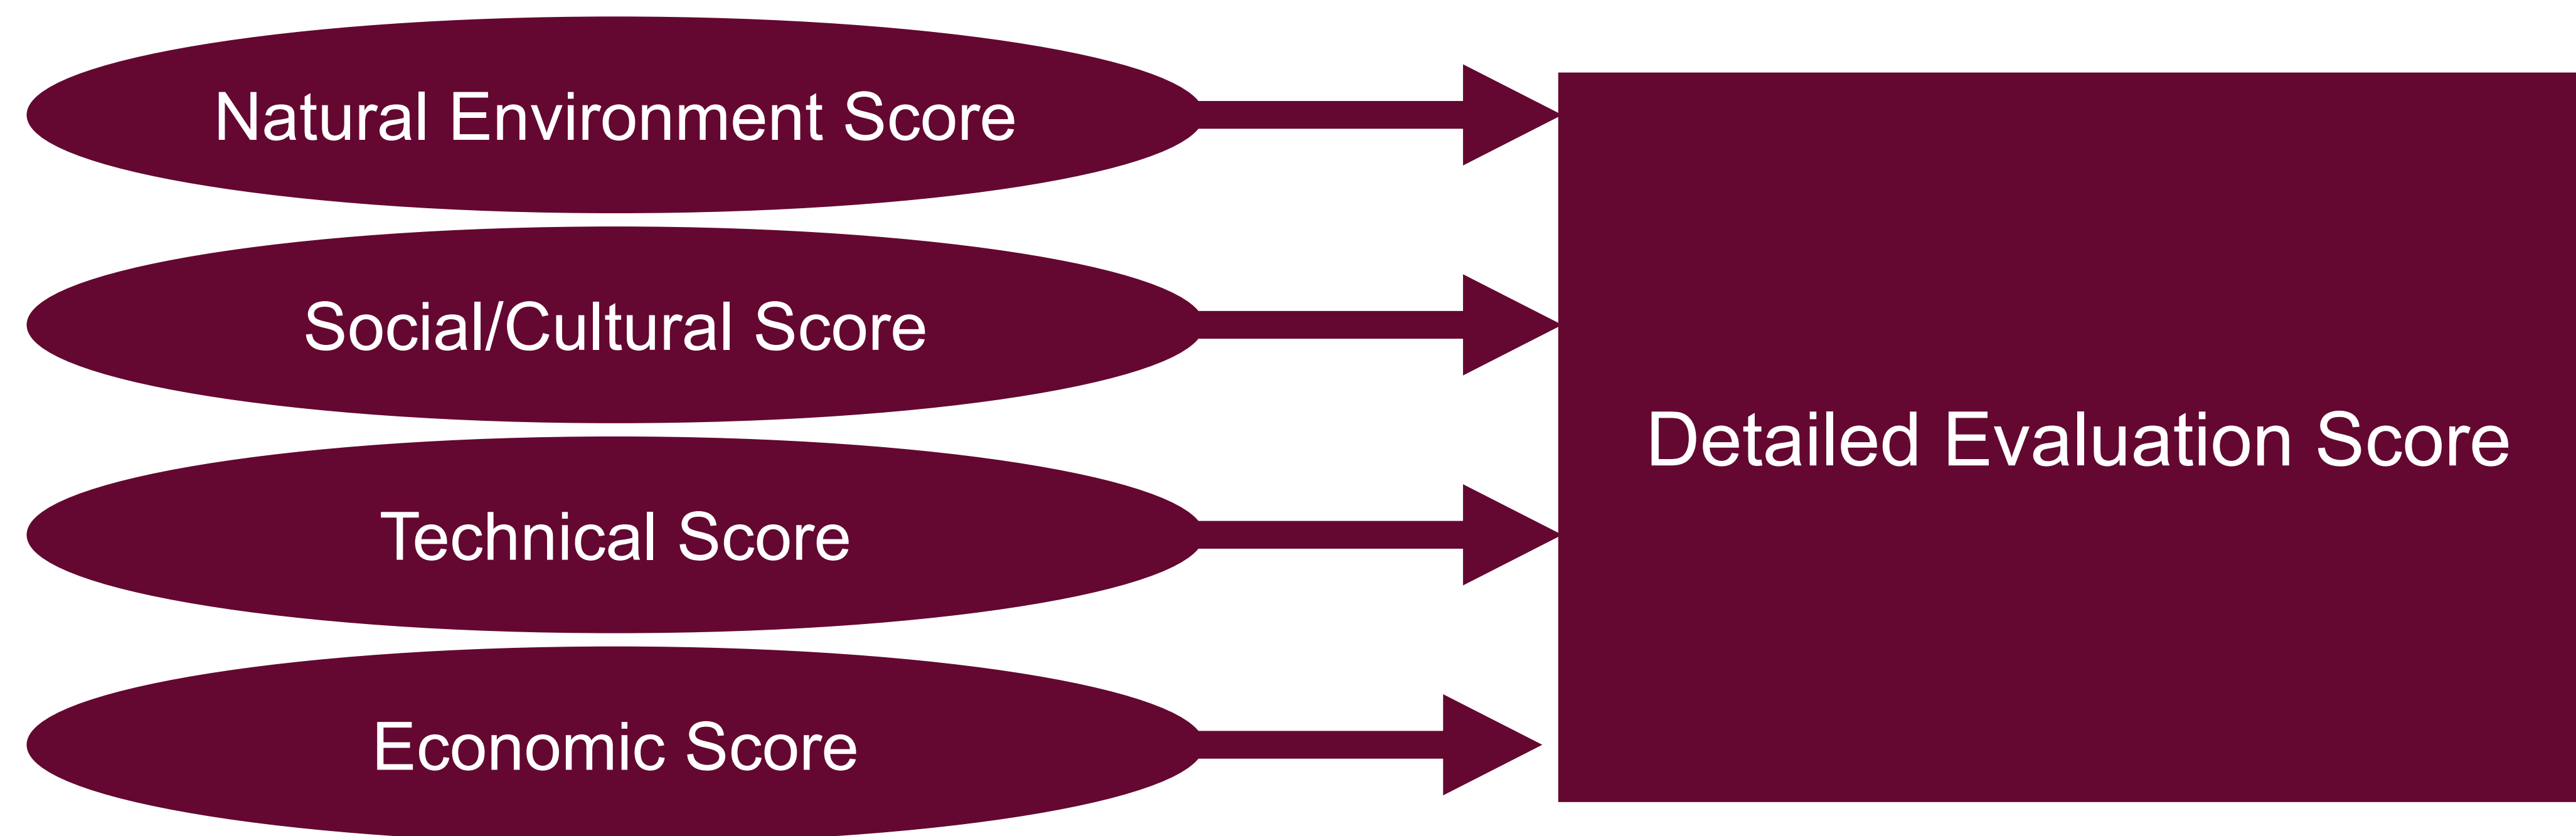 Natural Environment Score
Social/Cultural Score
Technical Score
Economic Score
Detailed Evaluation Score